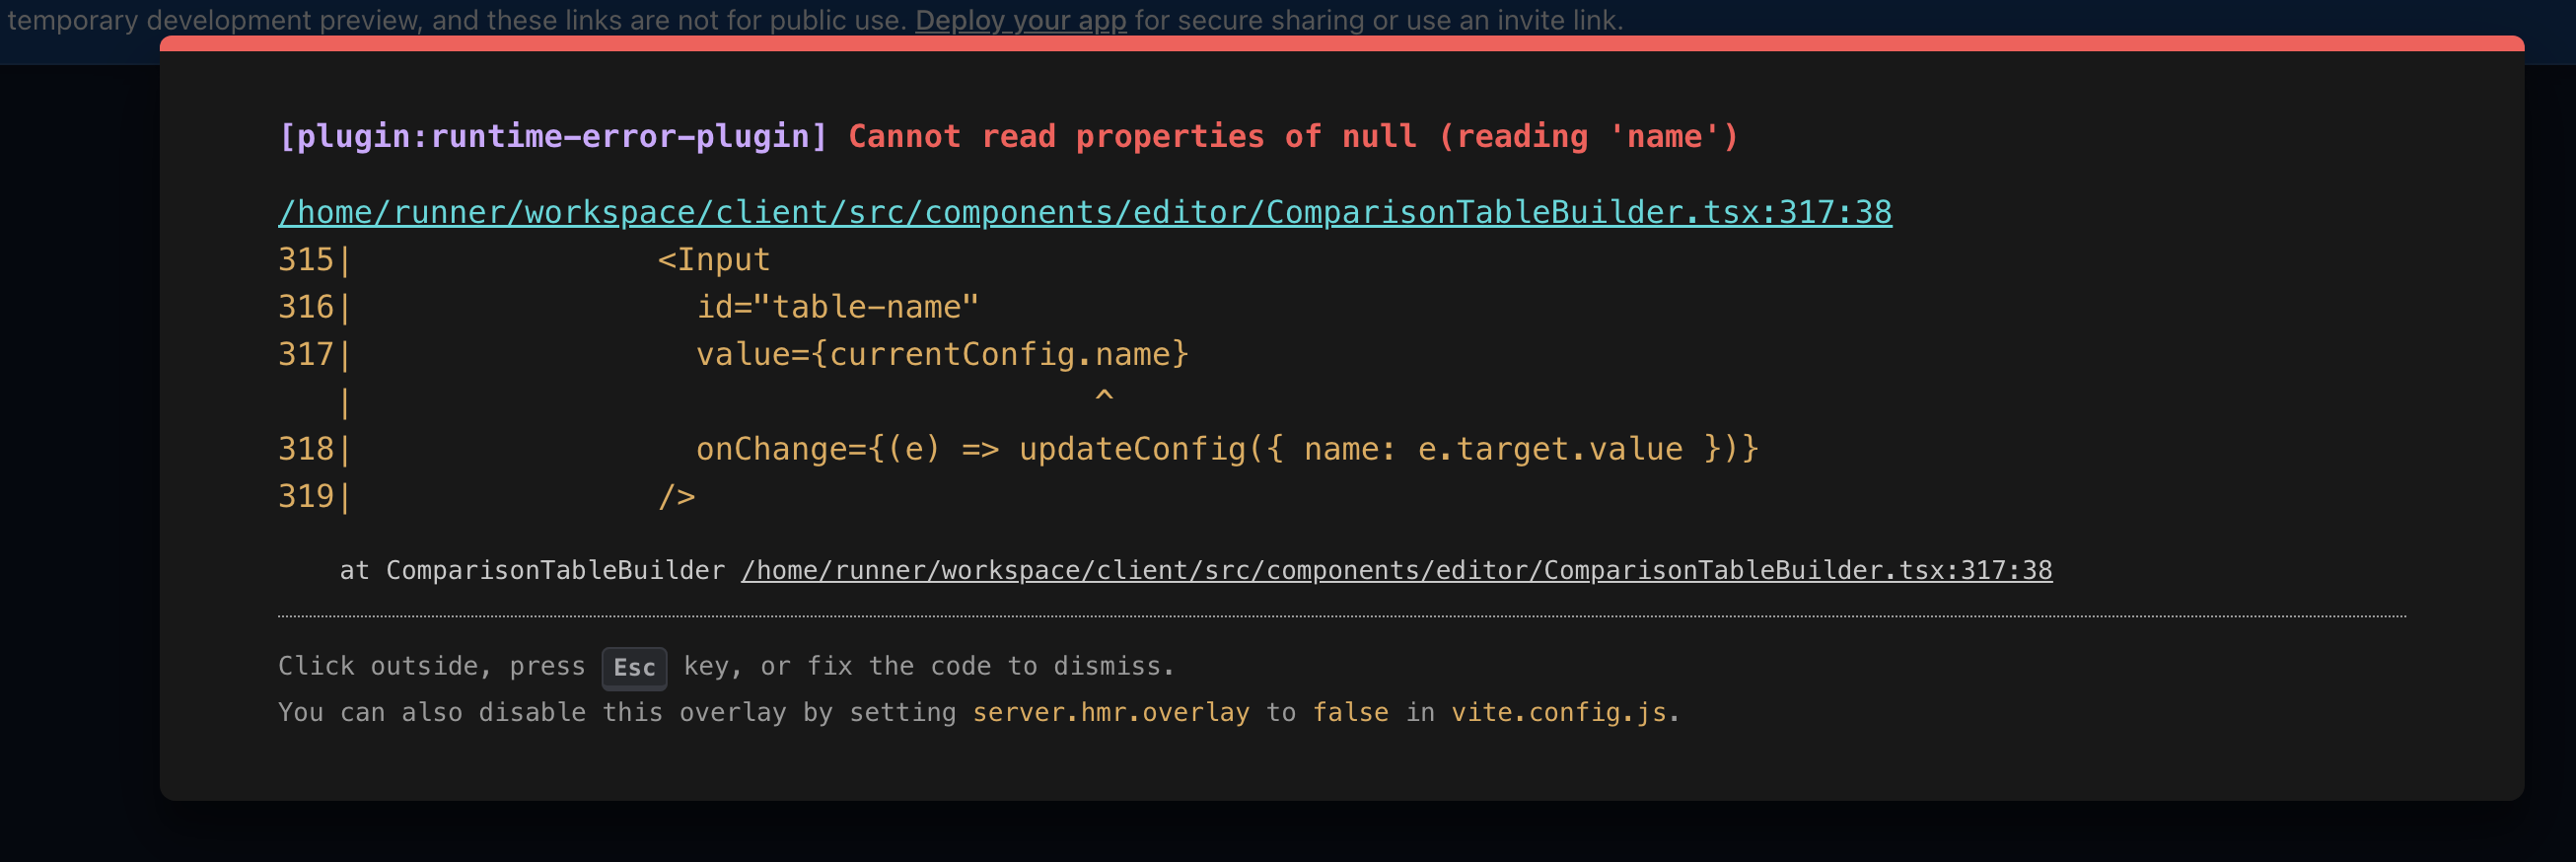 temporary development preview, and these links are not for public use. Deploy your app for secure sharing or use an invite link.
[plugin:runtime-error-plugin] Cannot read properties of null (reading 'name')
/home/runner/workspace/client/src/components/editor/ComparisonTableBuilder.tsx:317:38
315|                <Input
316|                  id="table-name"
317|                  value={currentConfig.name}
   |                                       ^
318|                  onChange={(e) => updateConfig({ name: e.target.value })}
319|                />
at ComparisonTableBuilder /home/runner/workspace/client/src/components/editor/ComparisonTableBuilder.tsx:317:38
Click outside, press Esc key, or fix the code to dismiss.
You can also disable this overlay by setting server.hmr.overlay to false in vite.config.js.